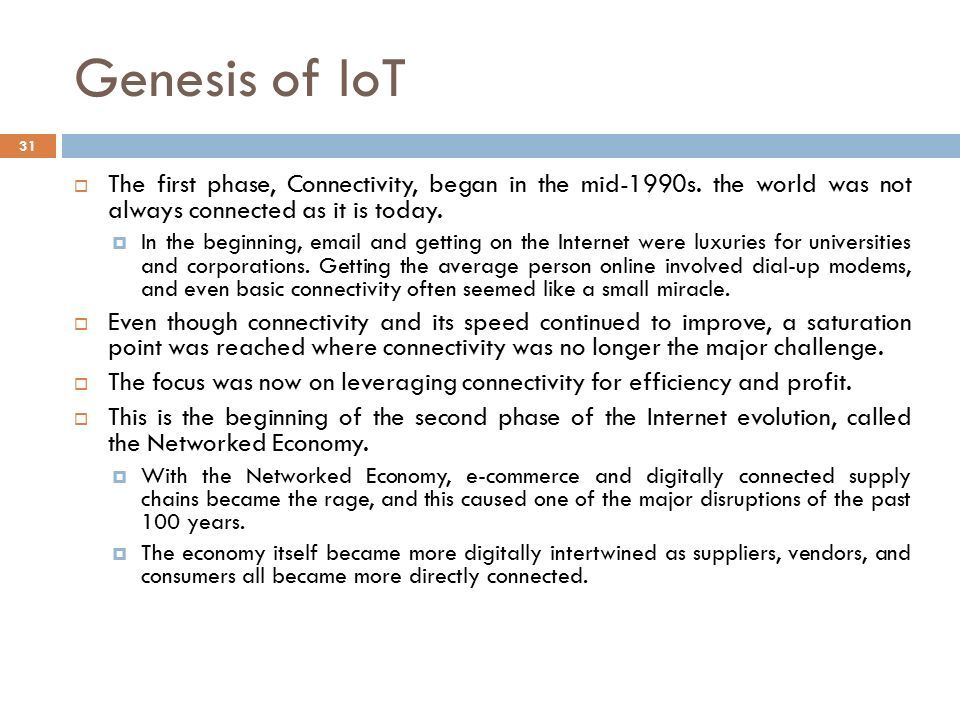 Genesis of IoT
31
The first phase, Connectivity, began in the mid-1990s. the world was not
always connected as it is today.
In the beginning, email and getting on the Internet were luxuries for universities
and corporations. Getting the average person online involved dial-up modems,
and even basic connectivity often seemed like a small miracle.
Even though connectivity and its speed continued to improve, a saturation
point was reached where connectivity was no longer the major challenge.
The focus was now on leveraging connectivity for efficiency and profit.
This is the beginning of the second phase of the Internet evolution, called
the Networked Economy.
With the Networked Economy, e-commerce and digitally connected supply
chains became the rage, and this caused one of the major disruptions of the past
100 years.
The economy itself became more digitally intertwined as suppliers, vendors, and
consumers all became more directly connected.